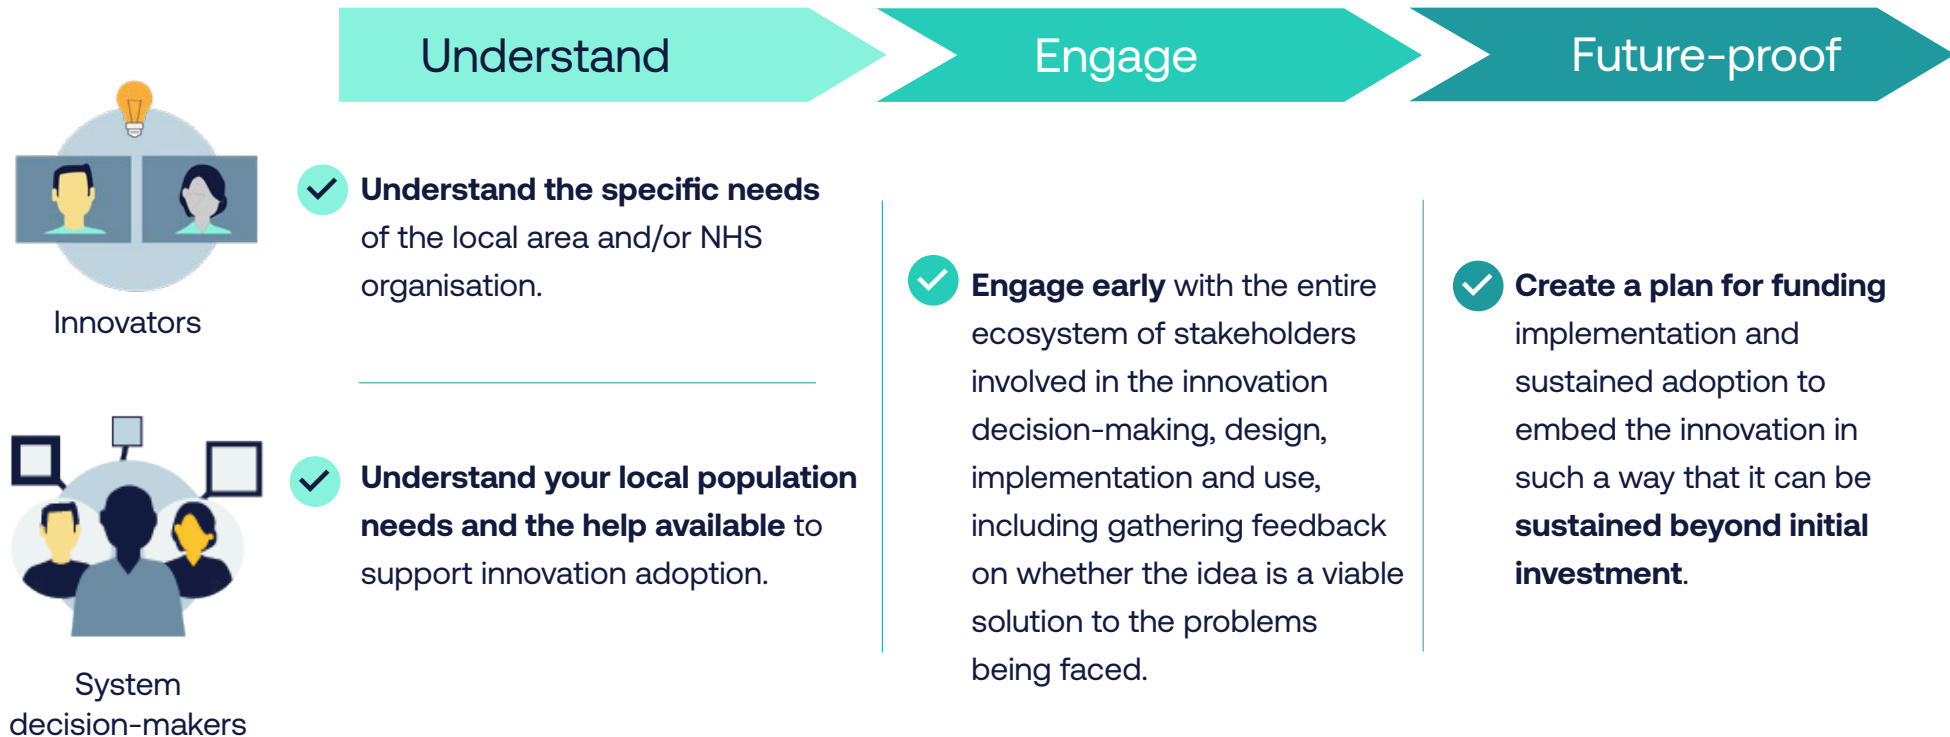 Understand
Engage
Future-proof
Innovators
Understand the specific needs
of the local area and/or NHS
organisation.
System
decision-makers
Understand your local population
needs and the help available to
support innovation adoption.
Engage early with the entire
ecosystem of stakeholders
involved in the innovation
decision-making, design,
implementation and use,
including gathering feedback
on whether the idea is a viable
solution to the problems
being faced.
Create a plan for funding
implementation and
sustained adoption to
embed the innovation in
such a way that it can be
sustained beyond initial
investment.